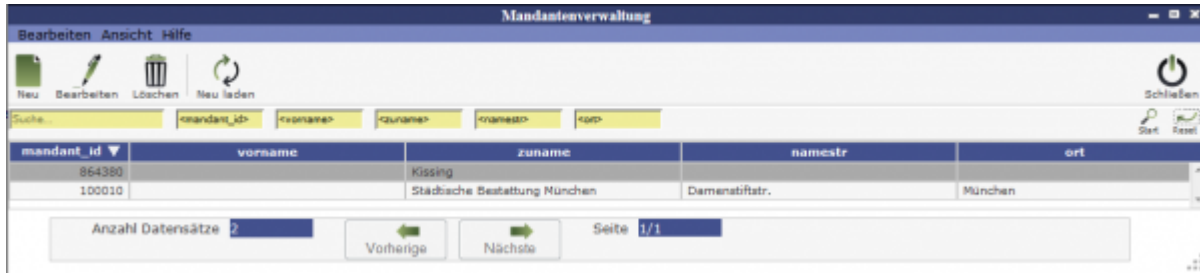 Mandantenverwaltung
Bearbeiten Ansicht Hilfe
Neu Bearbeiten Löschen Neu laden Schließen
Suche... <mandant_id> <vorname> <zuname> <namestr> <ort> Start Reset
mandant_id vorname zuname namestr ort
864380 Kissing
100010 Städtische Bestattung München Damenstiftstr. München
Anzahl Datensätze 2 Vorherige Nächste Seite 1/1